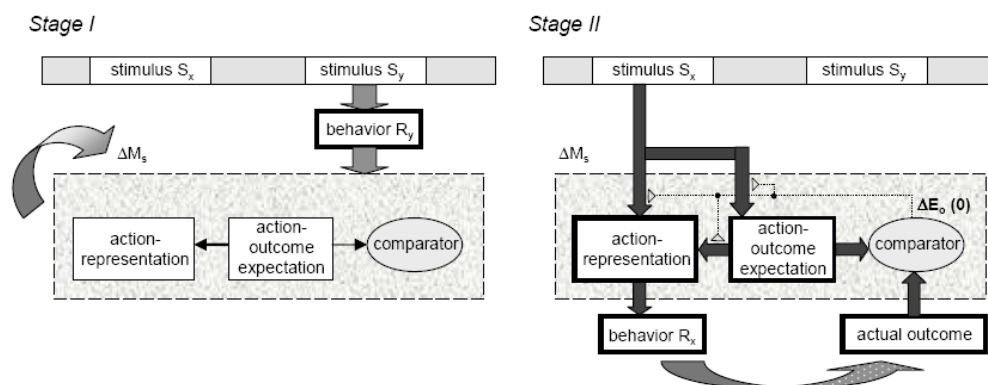 Stage I
stimulus Sx
stimulus Sy
behavior Ry
ΔMs
action-
representation
action-
outcome
expectation
comparator
Stage II
stimulus Sx
stimulus Sy
ΔMs
ΔEo (0)
action-
representation
action-
outcome
expectation
comparator
behavior Rx
actual outcome